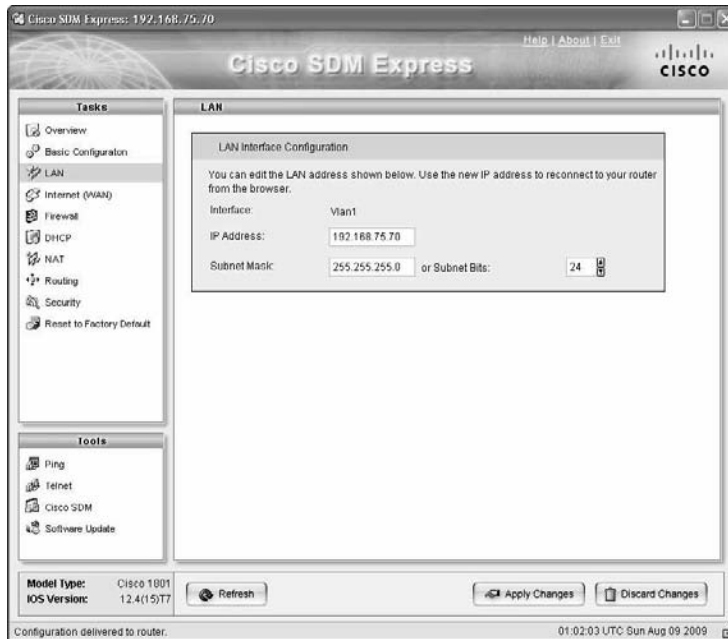 Cisco SDM Express: 192.168.75.70
Help | About | Exit
Cisco SDM Express
CISCO
Tasks
Overview
Basic Configuraton
LAN
Internet (WAN)
Firewall
DHCP
NAT
Routing
Security
Reset to Factory Default
LAN
LAN Interface Configuration
You can edit the LAN address shown below. Use the new IP address to reconnect to your router
from the browser.
Interface: Vlan1
IP Address: 192.168.75.70
Subnet Mask: 255.255.255.0 or Subnet Bits: 24
Tools
Ping
Telnet
Cisco SDM
Software Update
Model Type: Cisco 1801
IOS Version: 12.4(15)T7
Refresh
Apply Changes
Discard Changes
Configuration delivered to router.
01:02:03 UTC Sun Aug 09 2009